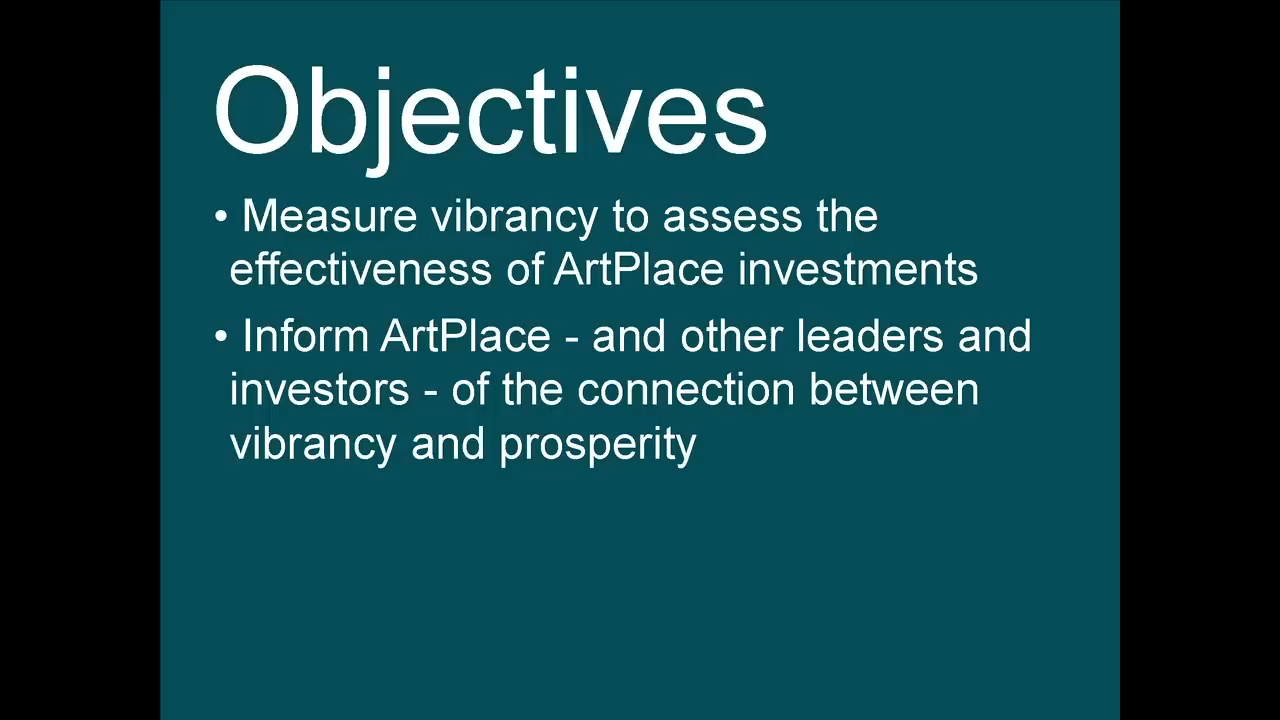 Objectives
• Measure vibrancy to assess the
effectiveness of ArtPlace investments
• Inform ArtPlace - and other leaders and
investors - of the connection between
vibrancy and prosperity